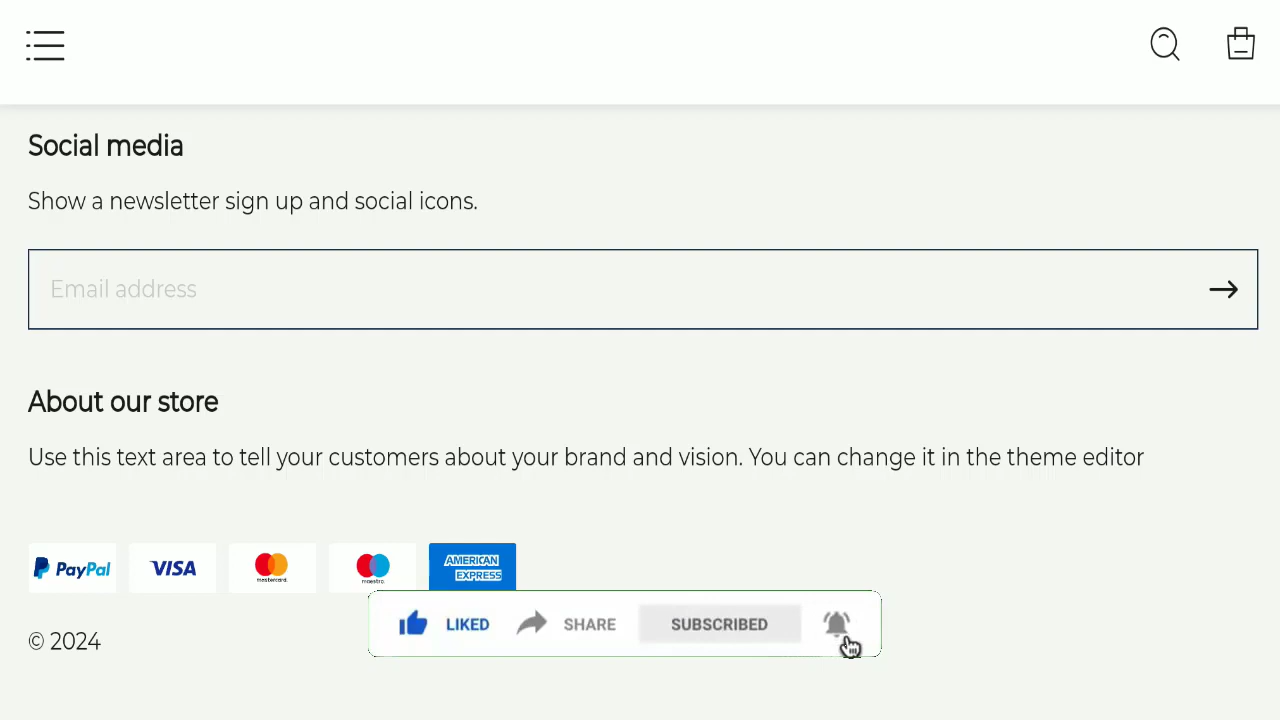 Social media
Show a newsletter sign up and social icons.
Email address
About our store
Use this text area to tell your customers about your brand and vision. You can change it in the theme editor
PayPal VISA mastercard. maestro. AMERICAN EXPRESS
LIKED SHARE SUBSCRIBED
© 2024